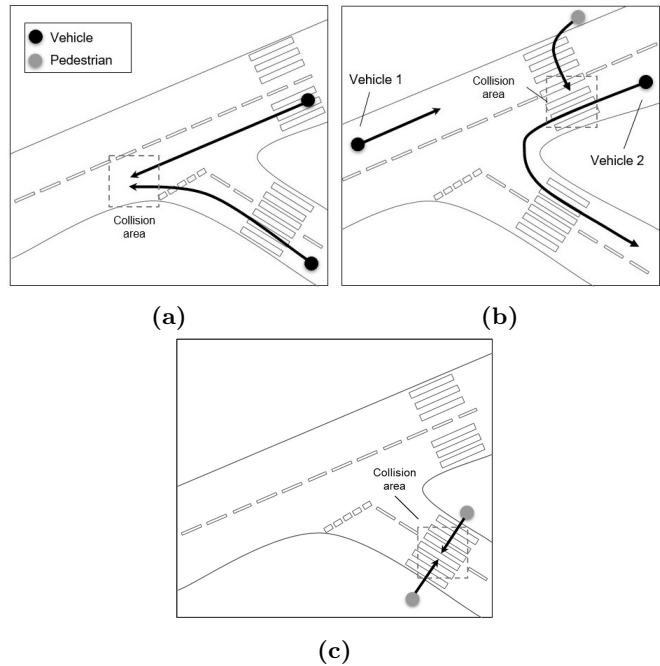 Vehicle
Pedestrian
Collision
area
(a)
Vehicle 1
Collision
area
Vehicle 2
(b)
Collision
area
(c)